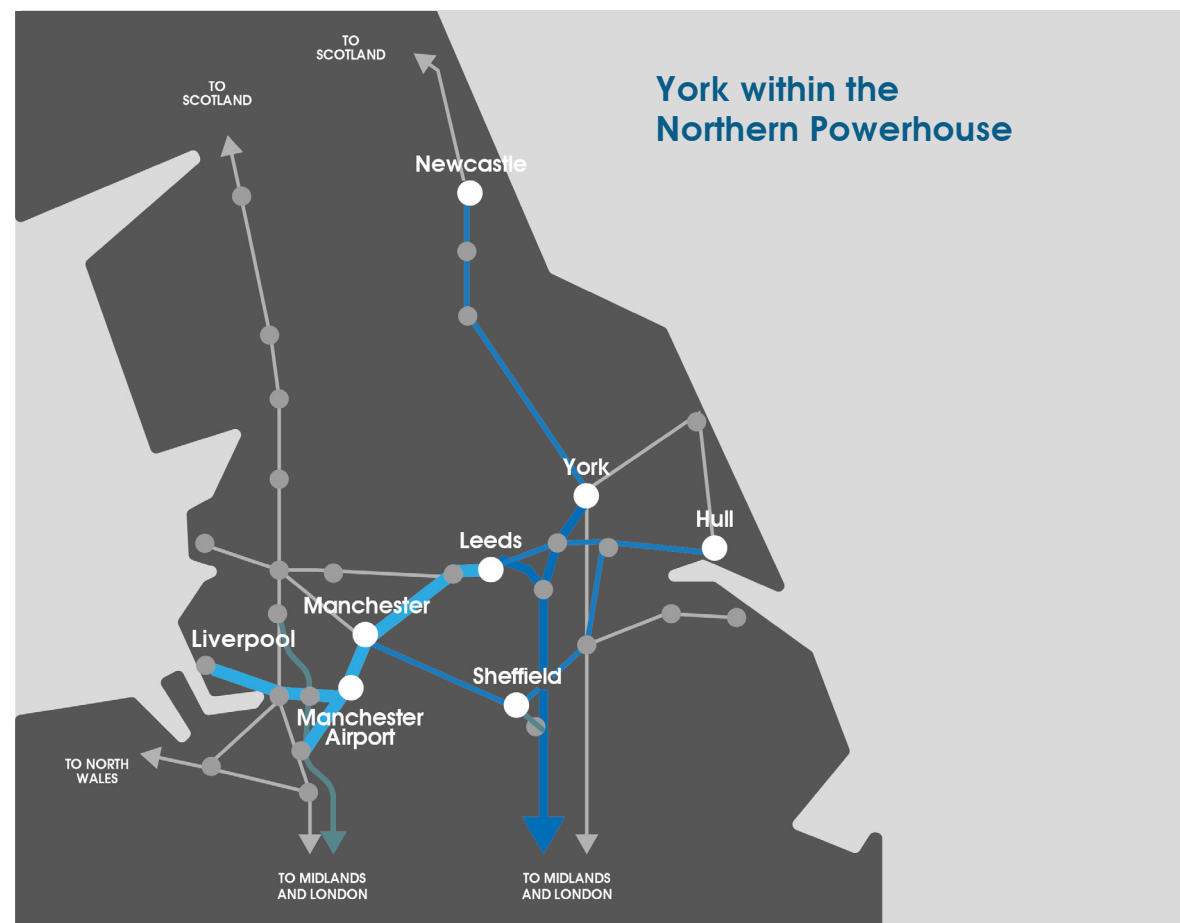 TO
SCOTLAND
TO
SCOTLAND
York within the
Northern Powerhouse
Newcastle
York
Hull
Leeds
Manchester
Liverpool
Sheffield
Manchester
Airport
TO NORTH
WALES
TO MIDLANDS
AND LONDON
TO MIDLANDS
AND LONDON